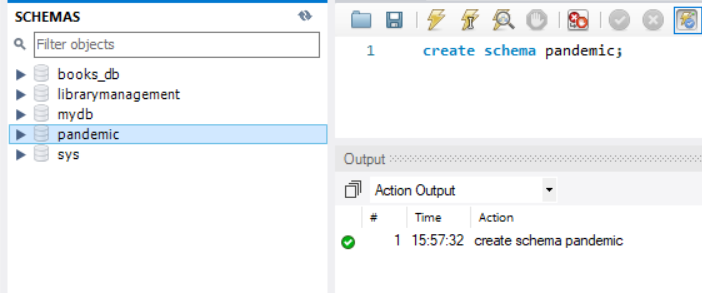 SCHEMAS
Filter objects
books_db
librarymanagement
mydb
pandemic
sys
1 create schema pandemic;
Output
Action Output
# Time Action
1 15:57:32 create schema pandemic